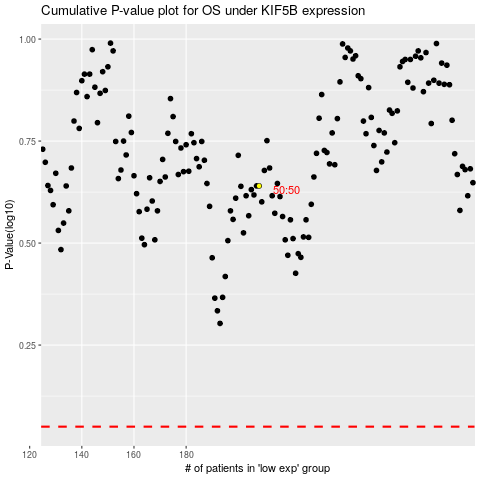 Cumulative P-value plot for OS under KIF5B expression
P-Value(log10)
1.00
0.75
0.50
0.25
50:50
120 140 160 180
# of patients in 'low exp' group